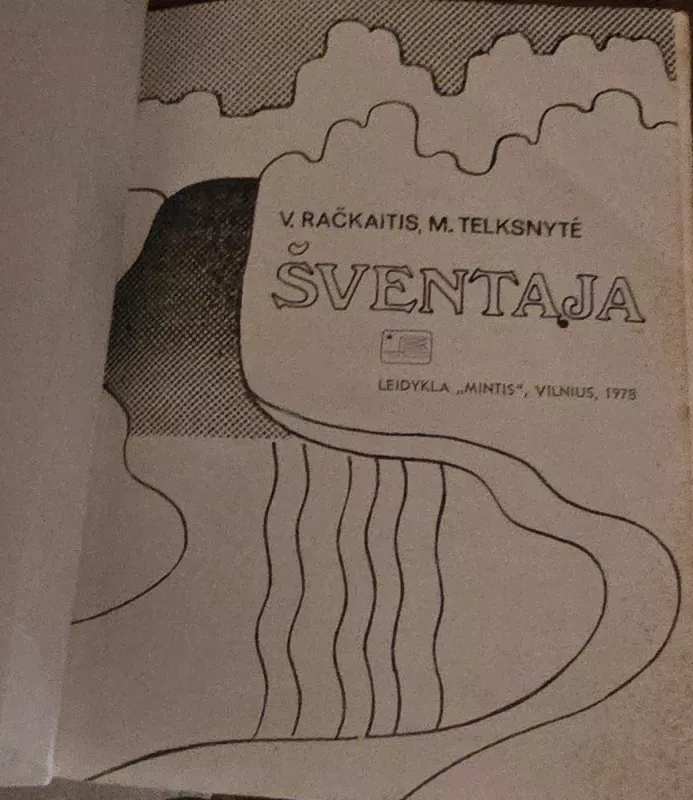 V. RAČKAITIS, M. TELKSNYTĖ
ŠVENTĄJA
LEIDYKLA „MINTIS“, VILNIUS, 1978